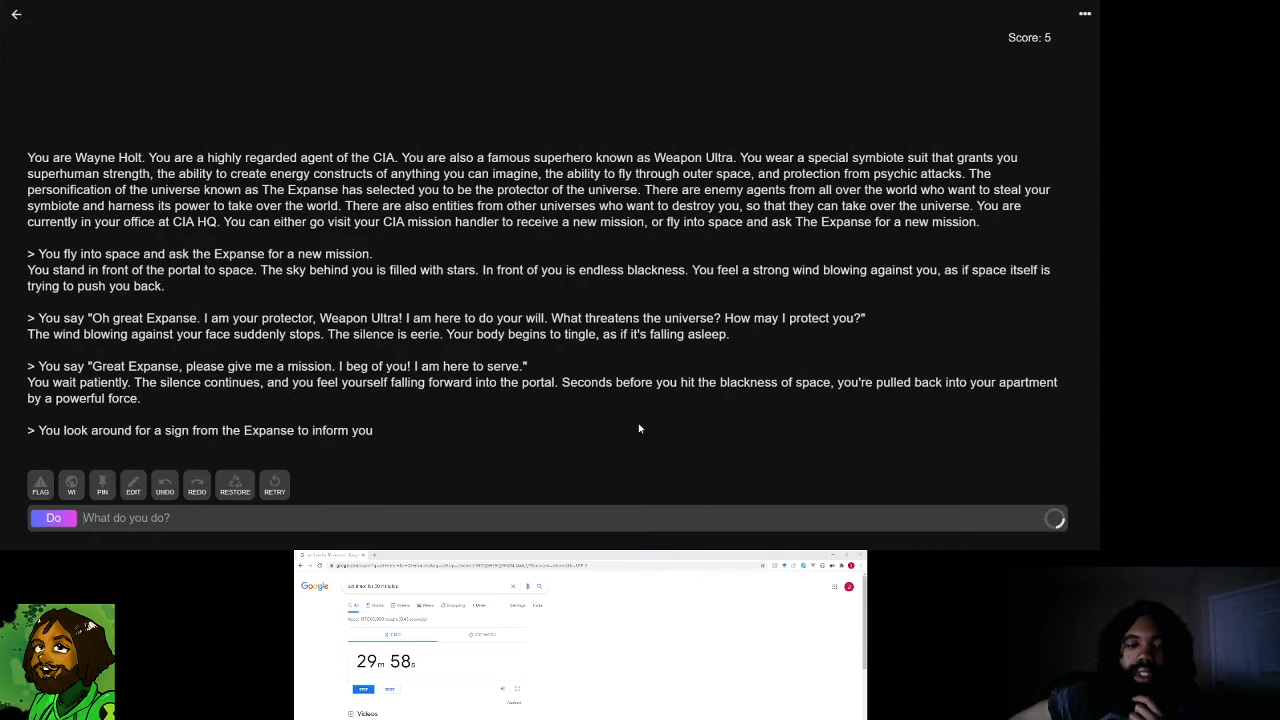 Score: 5
You are Wayne Holt. You are a highly regarded agent of the CIA. You are also a famous superhero known as Weapon Ultra. You wear a special symbiote suit that grants you
superhuman strength, the ability to create energy constructs of anything you can imagine, the ability to fly through outer space, and protection from psychic attacks. The
personification of the universe known as The Expanse has selected you to be the protector of the universe. There are enemy agents from all over the world who want to steal your
symbiote and harness its power to take over the world. There are also entities from other universes who want to destroy you, so that they can take over the universe. You are
currently in your office at CIA HQ. You can either go visit your CIA mission handler to receive a new mission, or fly into space and ask The Expanse for a new mission.
> You fly into space and ask the Expanse for a new mission.
You stand in front of the portal to space. The sky behind you is filled with stars. In front of you is endless blackness. You feel a strong wind blowing against you, as if space itself is
trying to push you back.
> You say "Oh great Expanse. I am your protector, Weapon Ultra! I am here to do your will. What threatens the universe? How may I protect you?"
The wind blowing against your face suddenly stops. The silence is eerie. Your body begins to tingle, as if it's falling asleep.
> You say "Great Expanse, please give me a mission. I beg of you! I am here to serve."
You wait patiently. The silence continues, and you feel yourself falling forward into the portal. Seconds before you hit the blackness of space, you're pulled back into your apartment
by a powerful force.
> You look around for a sign from the Expanse to inform you
FLAG WI PIN EDIT UNDO REDO RESTORE RETRY
Do What do you do?
Google
All Videos News Shopping More Settings Tools
29m 58s
STOP RESET
Videos